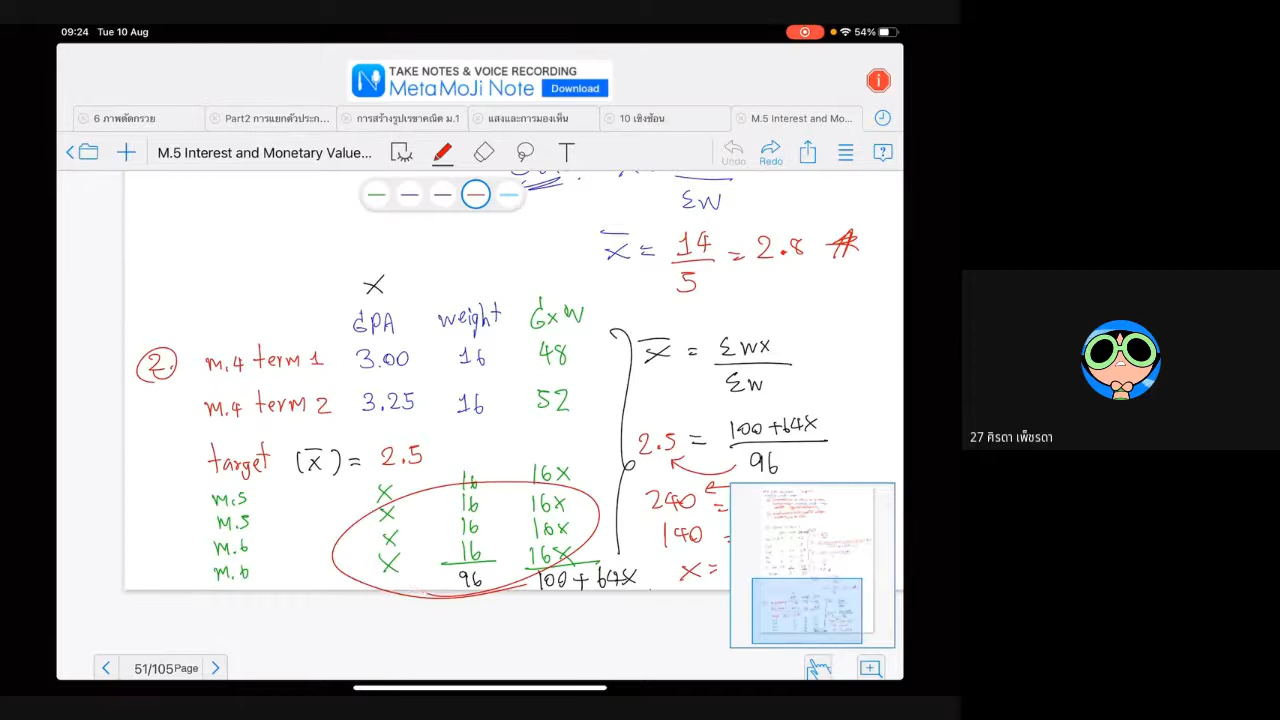 09:24 Tue 10 Aug
54%
TAKE NOTES & VOICE RECORDING
MetaMoJi Note Download
6 ภาพตัดกรวย
Part2 การแยกตัวประก...
การสร้างรูปเรขาคณิต ม.1
แสงและการมองเห็น
10 เชิงซ้อน
M.5 Interest and Mo...
M.5 Interest and Monetary Value...
T
Undo
Redo
ΣW
x̄ = 14/5 = 2.8
X
GPA weight G×W
2. m.4 term 1 3.00 16 48
m.4 term 2 3.25 16 52
target (x̄) = 2.5
16 16X
M.5 X 16 16X
M.5 X 16 16X
M.6 X 16 16X
M.6 X
96 100 + 64X
x̄ = ΣWX/ΣW
2.5 = 100+64X/96
240 =
140 =
X =
51/105Page
27 ศิรดา เพ็ชรดา